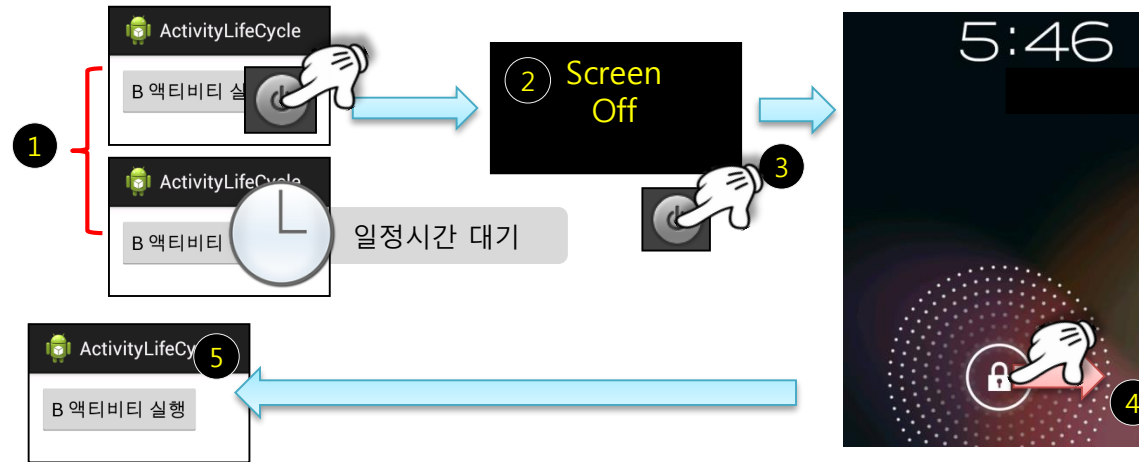 1
ActivityLifeCycle
B 액티비티 실
2
Screen
Off
3
5:46
ActivityLifeCycle
B 액티비티
일정시간 대기
4
ActivityLifeCy
5
B 액티비티 실행